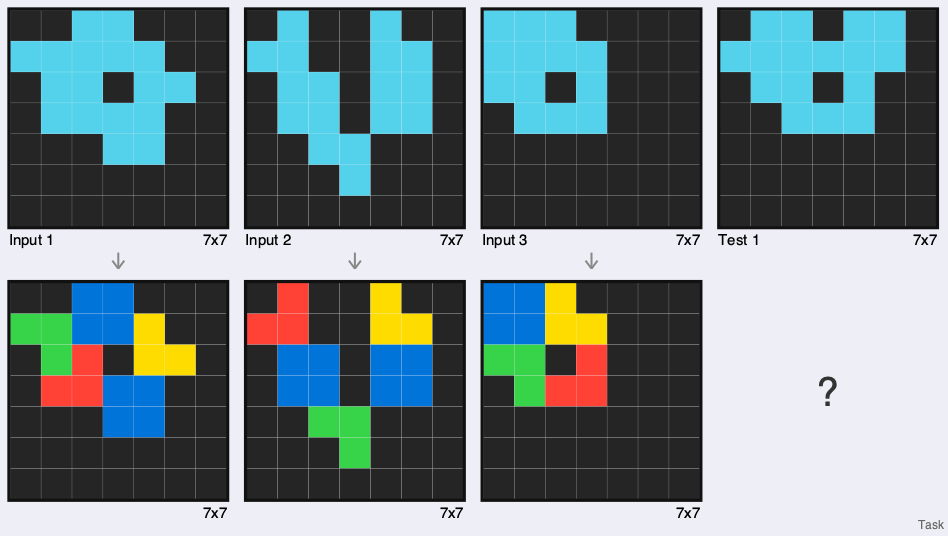 Input 1 7x7
Input 2 7x7
Input 3 7x7
Test 1 7x7
?
7x7
7x7
7x7
Task